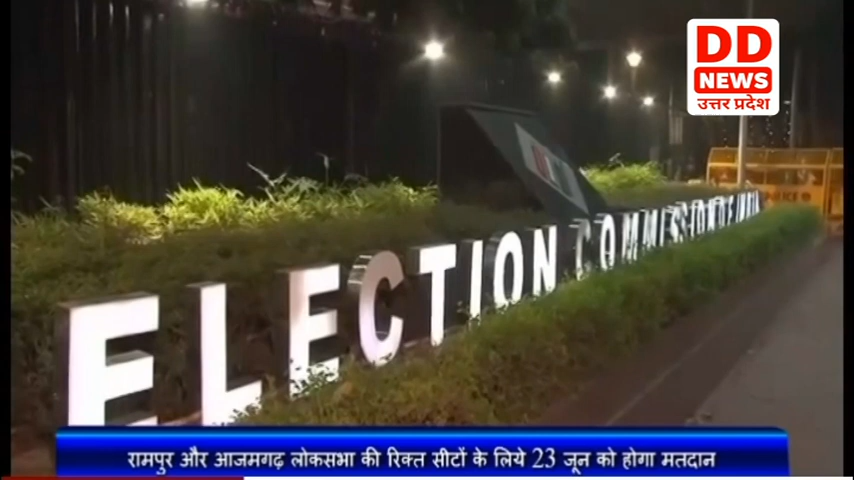 DD
NEWS
उत्तर प्रदेश
ELECTION COMMISSION OF INDIA
रामपुर और आजमगढ़ लोकसभा की रिक्त सीटों के लिये 23 जून को होगा मतदान